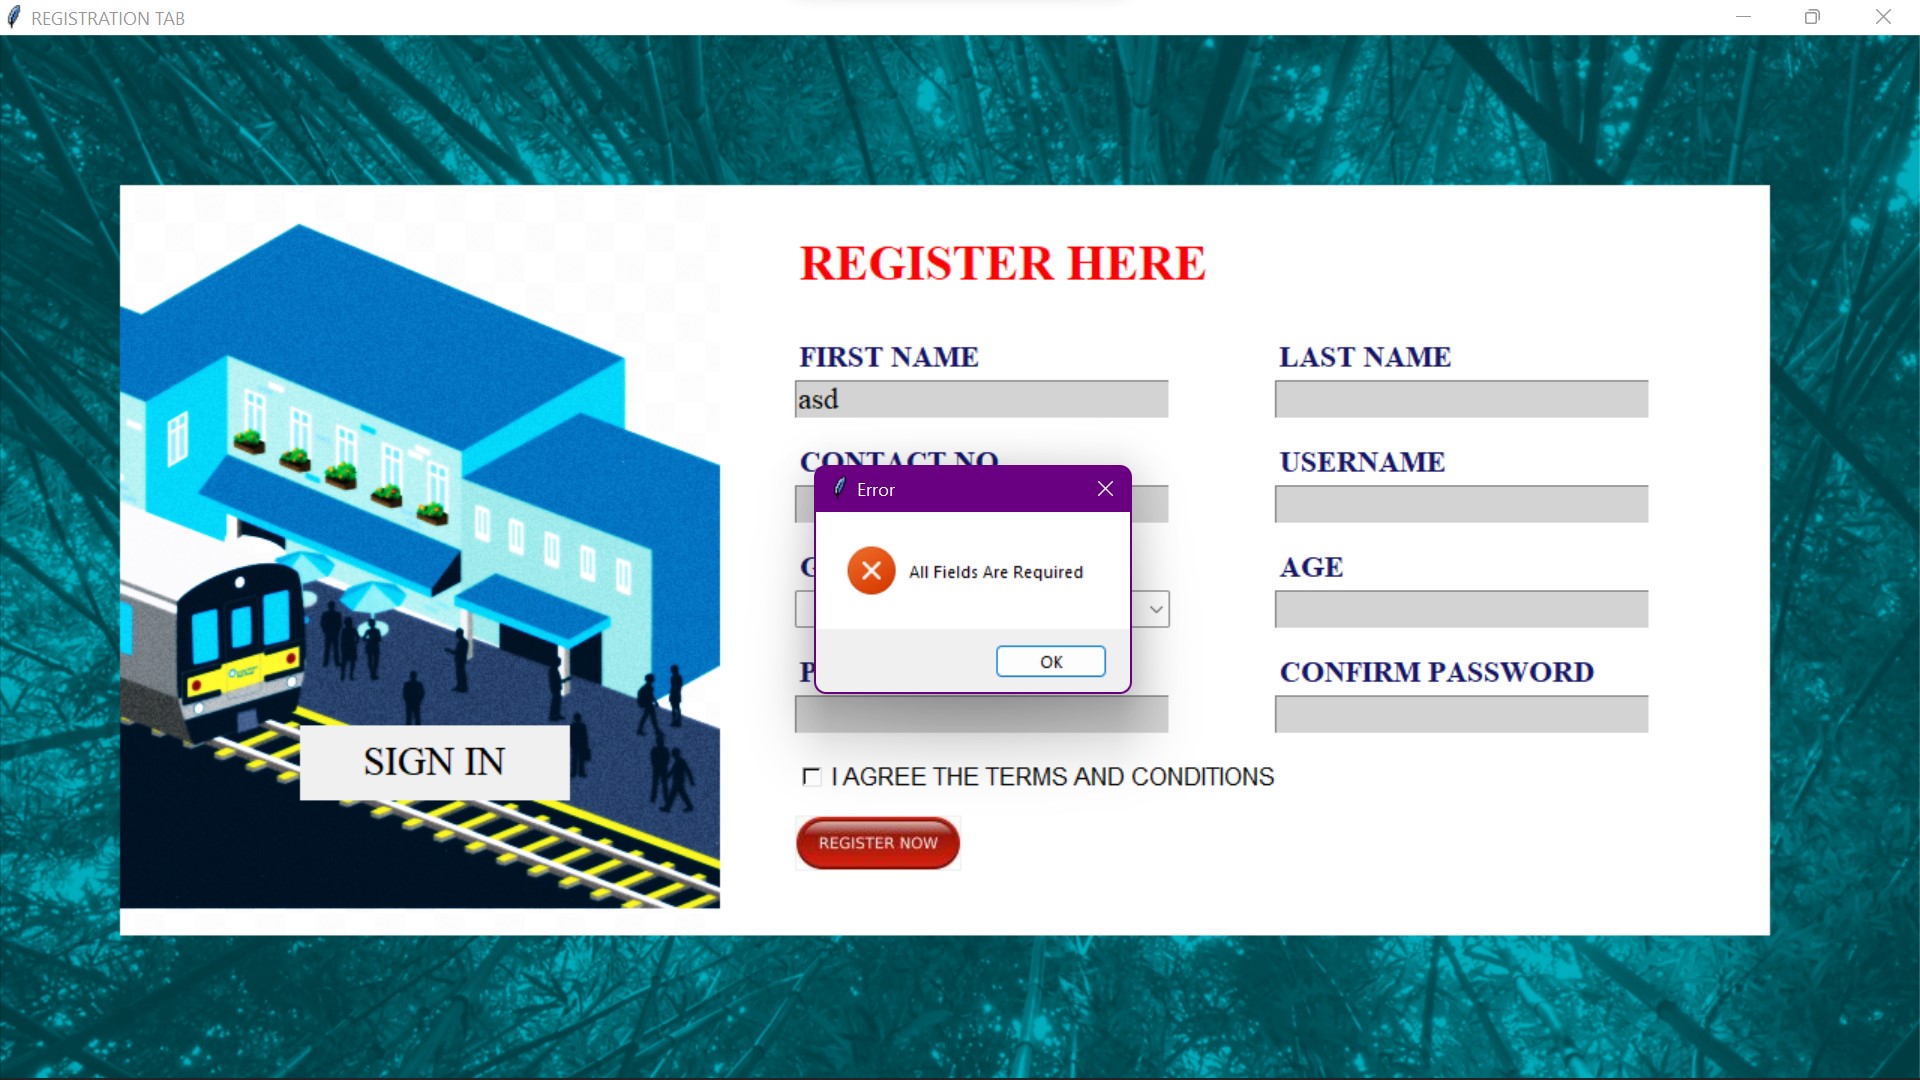 REGISTRATION TAB
REGISTER HERE
FIRST NAME
LAST NAME
asd
CONTACT NO
USERNAME
Error
All Fields Are Required
OK
G
AGE
P
CONFIRM PASSWORD
SIGN IN
I AGREE THE TERMS AND CONDITIONS
REGISTER NOW